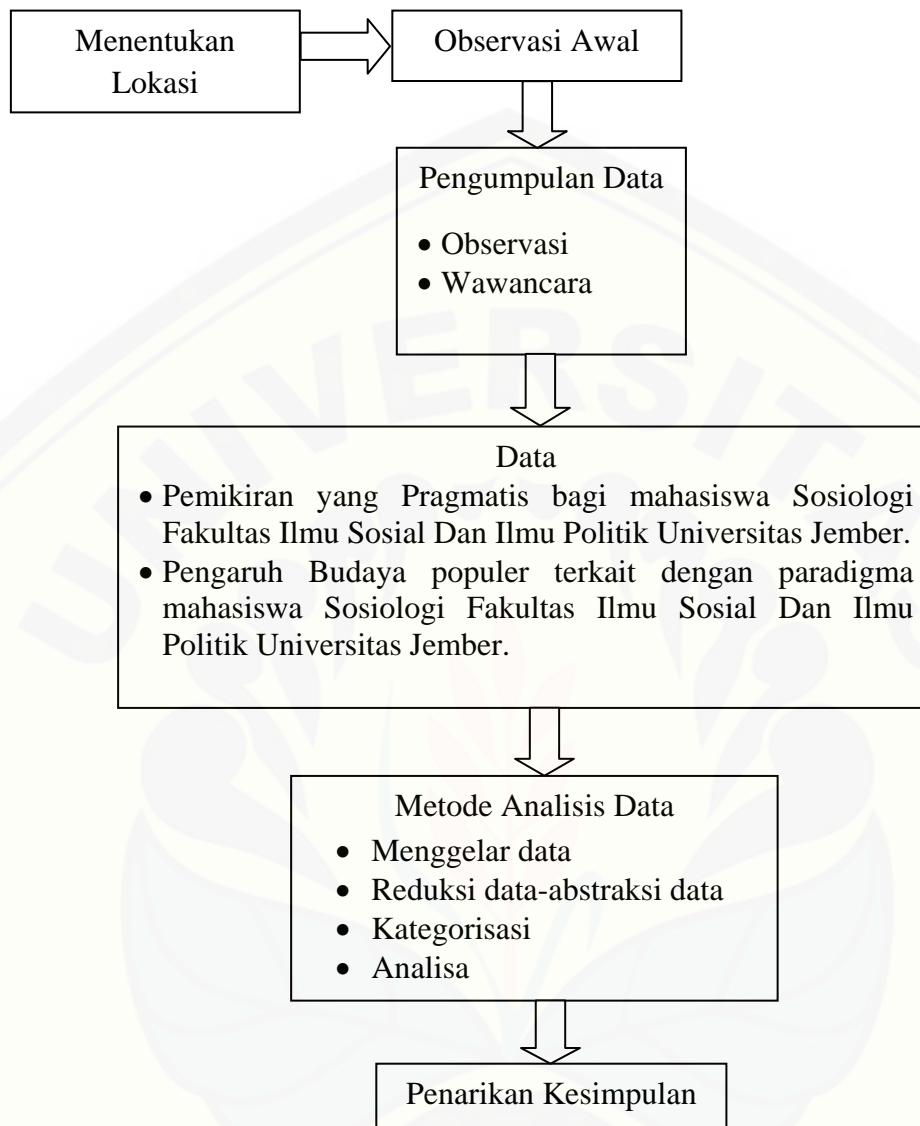 Menentukan
Lokasi
Observasi Awal
Pengumpulan Data
• Observasi
• Wawancara
Data
• Pemikiran yang Pragmatis bagi mahasiswa Sosiologi
Fakultas Ilmu Sosial Dan Ilmu Politik Universitas Jember.
• Pengaruh Budaya populer terkait dengan paradigma
mahasiswa Sosiologi Fakultas Ilmu Sosial Dan Ilmu
Politik Universitas Jember.
Metode Analisis Data
• Menggelar data
• Reduksi data-abstraksi data
• Kategorisasi
• Analisa
Penarikan Kesimpulan